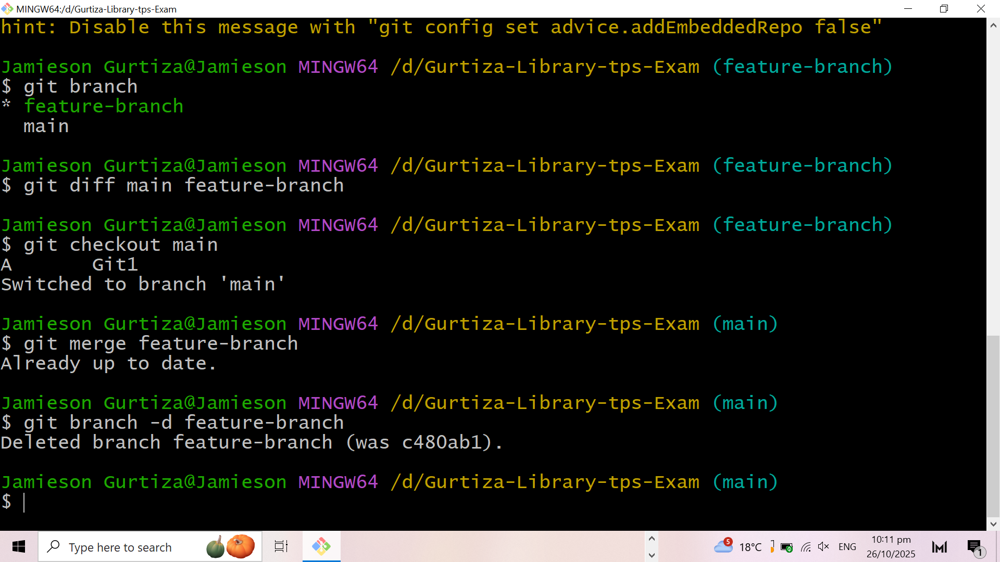 MINGW64:/d/Gurtiza-Library-tps-Exam
hint: Disable this message with "git config set advice.addEmbeddedRepo false"
Jamieson Gurtiza@Jamieson MINGW64 /d/Gurtiza-Library-tps-Exam (feature-branch)
$ git branch
* feature-branch
  main
Jamieson Gurtiza@Jamieson MINGW64 /d/Gurtiza-Library-tps-Exam (feature-branch)
$ git diff main feature-branch
Jamieson Gurtiza@Jamieson MINGW64 /d/Gurtiza-Library-tps-Exam (feature-branch)
$ git checkout main
A       Git1
Switched to branch 'main'
Jamieson Gurtiza@Jamieson MINGW64 /d/Gurtiza-Library-tps-Exam (main)
$ git merge feature-branch
Already up to date.
Jamieson Gurtiza@Jamieson MINGW64 /d/Gurtiza-Library-tps-Exam (main)
$ git branch -d feature-branch
Deleted branch feature-branch (was c480ab1).
Jamieson Gurtiza@Jamieson MINGW64 /d/Gurtiza-Library-tps-Exam (main)
$
Type here to search
5
18°C
ENG
10:11 pm
26/10/2025
1